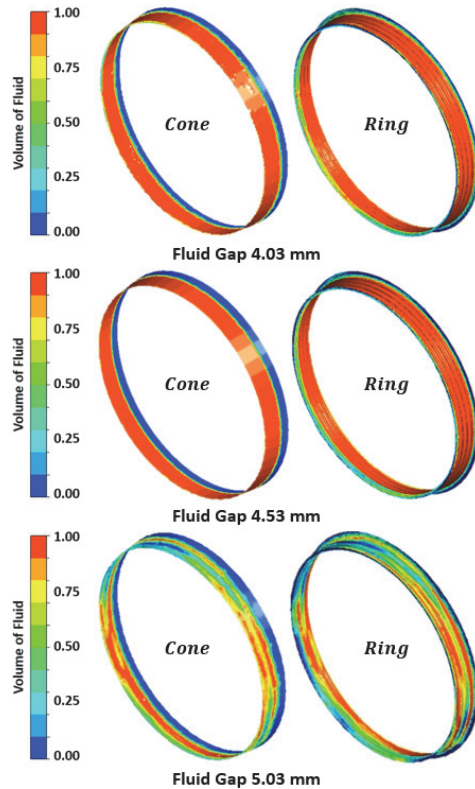 Volume of Fluid
1.00
0.75
0.50
0.25
0.00
Cone
Ring
Fluid Gap 4.03 mm
Volume of Fluid
1.00
0.75
0.50
0.25
0.00
Cone
Ring
Fluid Gap 4.53 mm
Volume of Fluid
1.00
0.75
0.50
0.25
0.00
Cone
Ring
Fluid Gap 5.03 mm